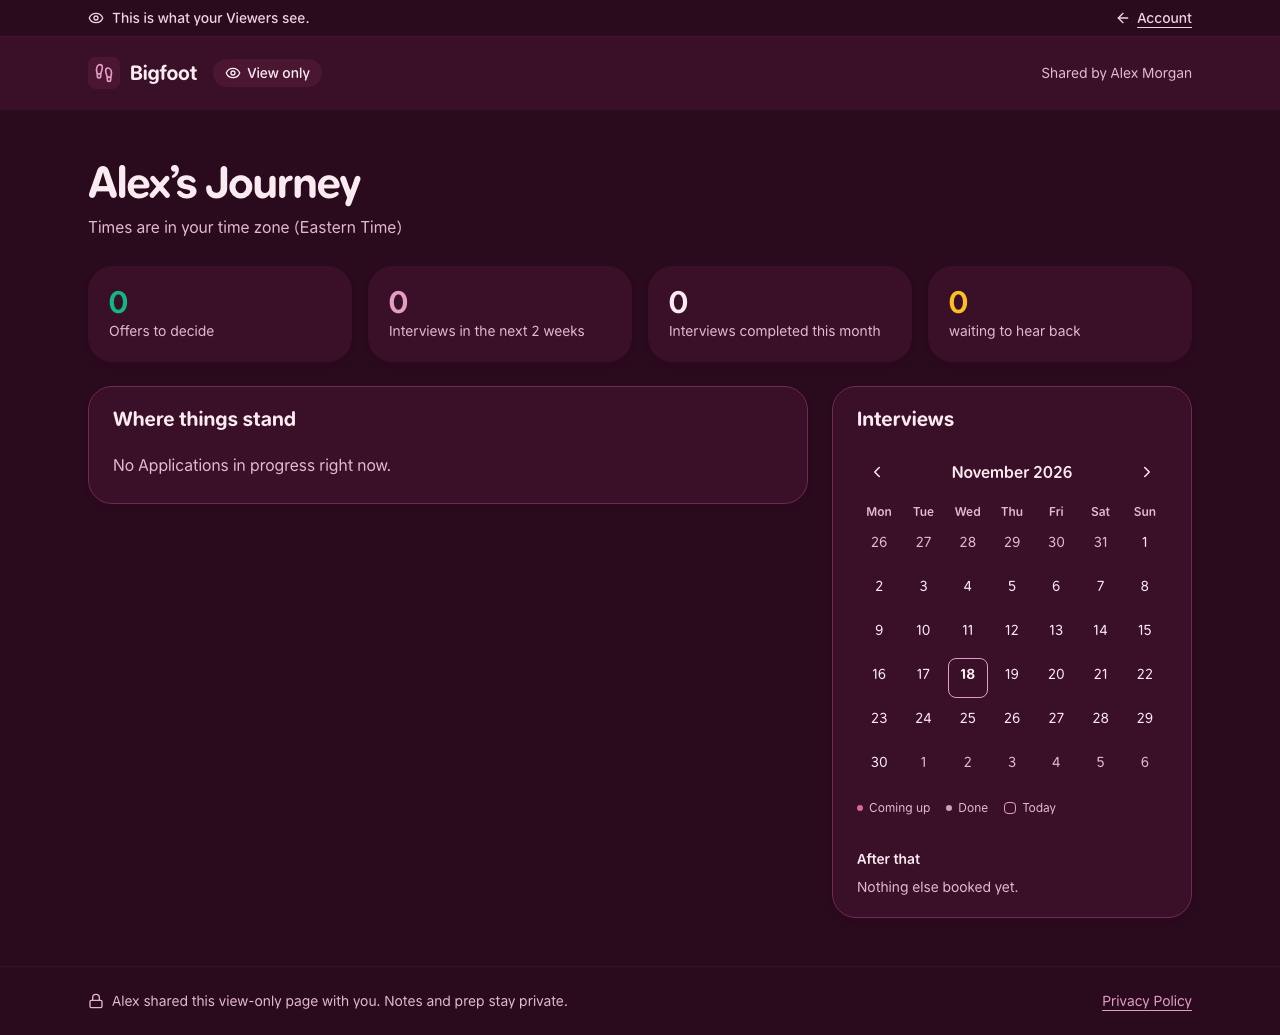 This is what your Viewers see.
Account
Bigfoot
View only
Shared by Alex Morgan
Alex’s Journey
Times are in your time zone (Eastern Time)
0
Offers to decide
0
Interviews in the next 2 weeks
0
Interviews completed this month
0
waiting to hear back
Where things stand
No Applications in progress right now.
Interviews
November 2026
Mon Tue Wed Thu Fri Sat Sun
26 27 28 29 30 31 1
2 3 4 5 6 7 8
9 10 11 12 13 14 15
16 17 18 19 20 21 22
23 24 25 26 27 28 29
30 1 2 3 4 5 6
Coming up Done Today
After that
Nothing else booked yet.
Alex shared this view-only page with you. Notes and prep stay private.
Privacy Policy